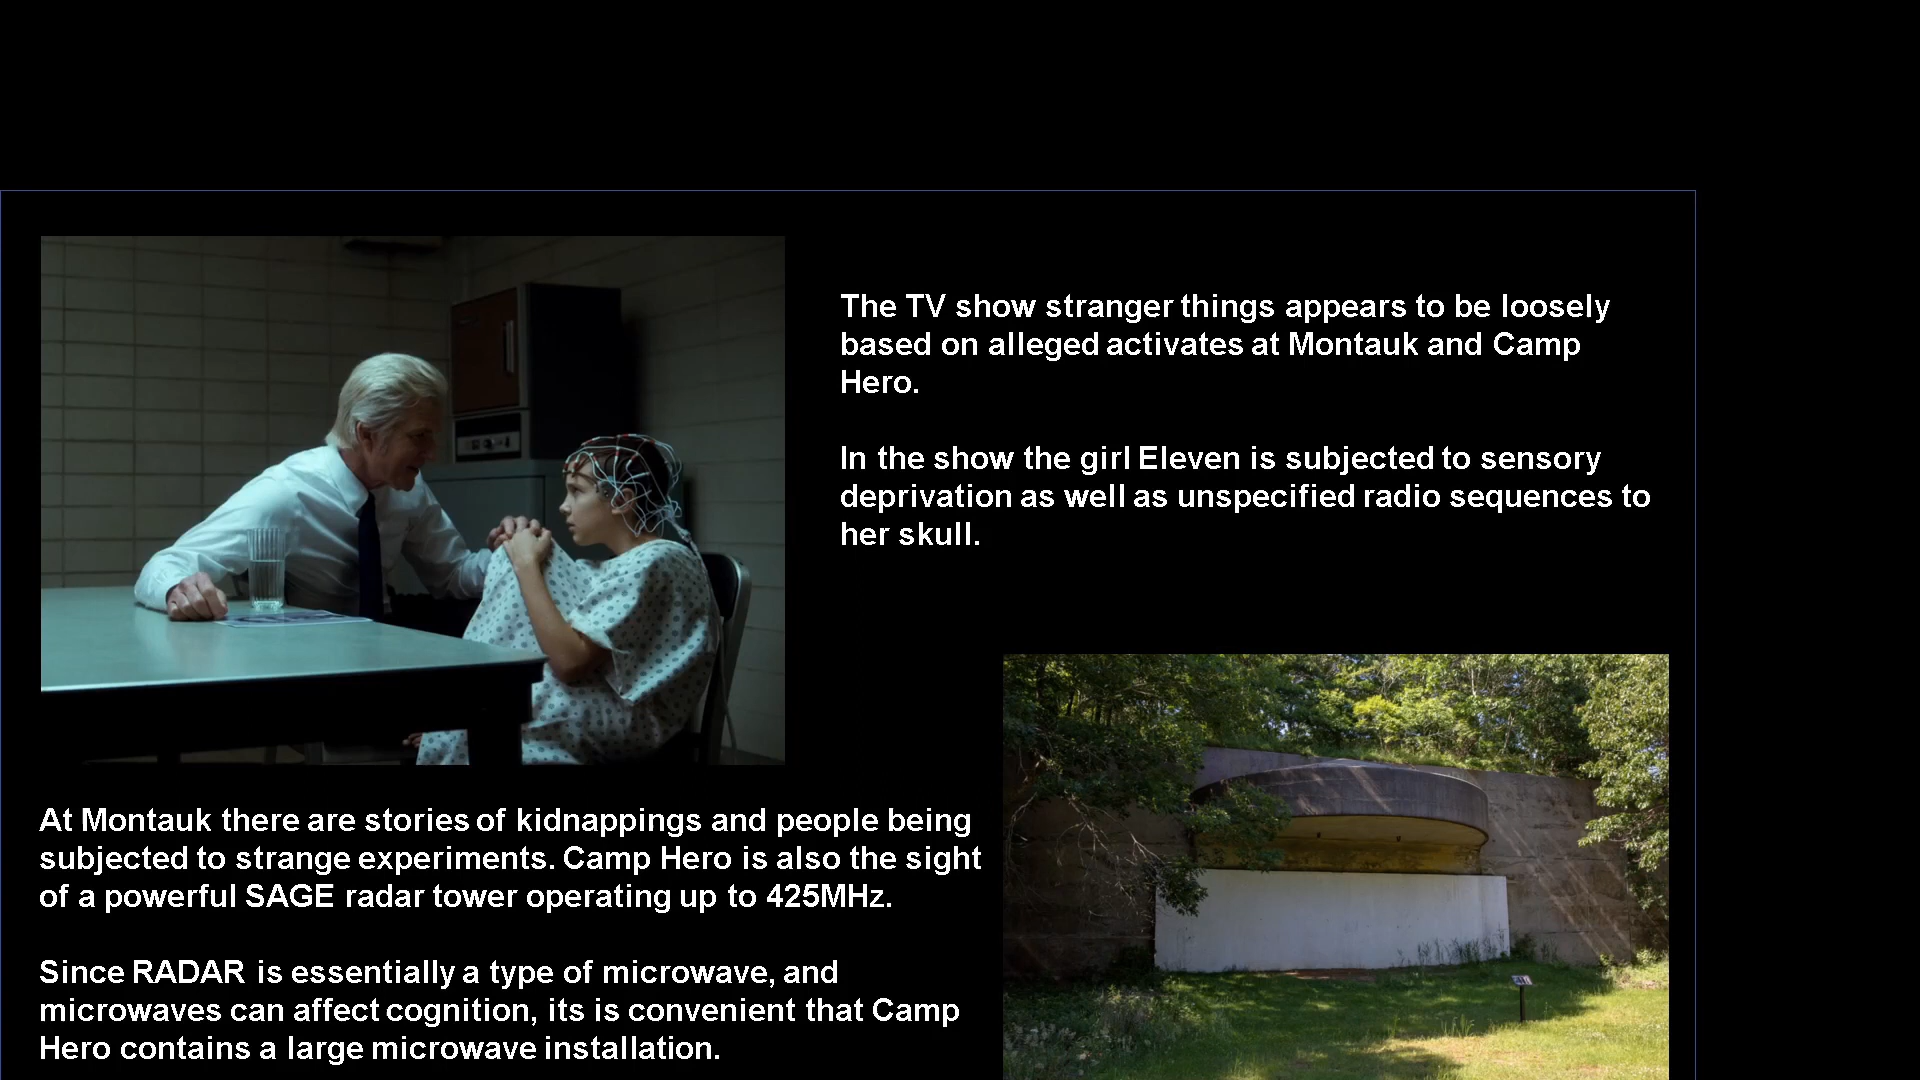 The TV show stranger things appears to be loosely
based on alleged activates at Montauk and Camp
Hero.
In the show the girl Eleven is subjected to sensory
deprivation as well as unspecified radio sequences to
her skull.
At Montauk there are stories of kidnappings and people being
subjected to strange experiments. Camp Hero is also the sight
of a powerful SAGE radar tower operating up to 425MHz.
Since RADAR is essentially a type of microwave, and
microwaves can affect cognition, its is convenient that Camp
Hero contains a large microwave installation.